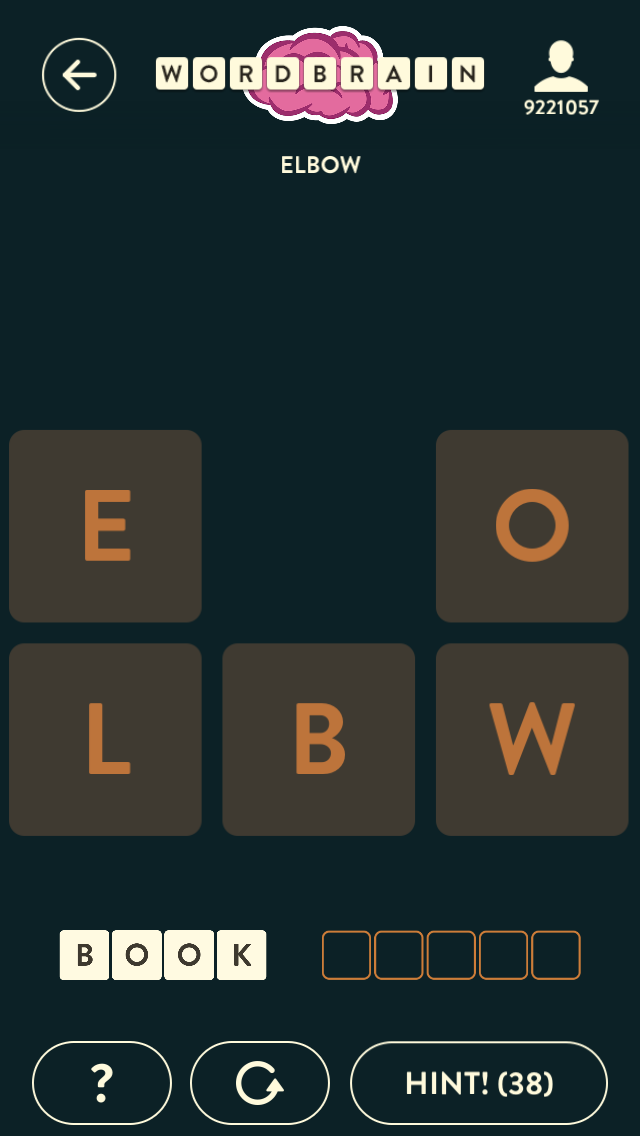 WORDBRAIN
9221057
ELBOW
E O
L B W
BOOK
? HINT! (38)